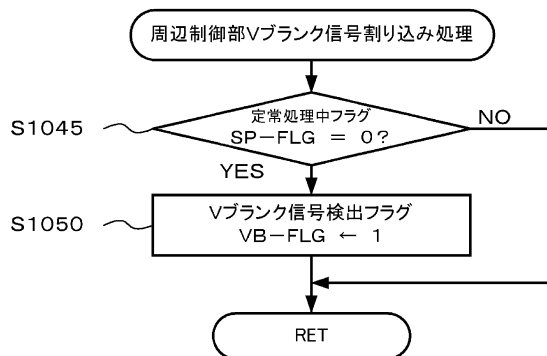 周辺制御部Vブランク信号割り込み処理
S1045
定常処理中フラグ
SP-FLG = 0?
NO
YES
S1050
Vブランク信号検出フラグ
VB-FLG ← 1
RET